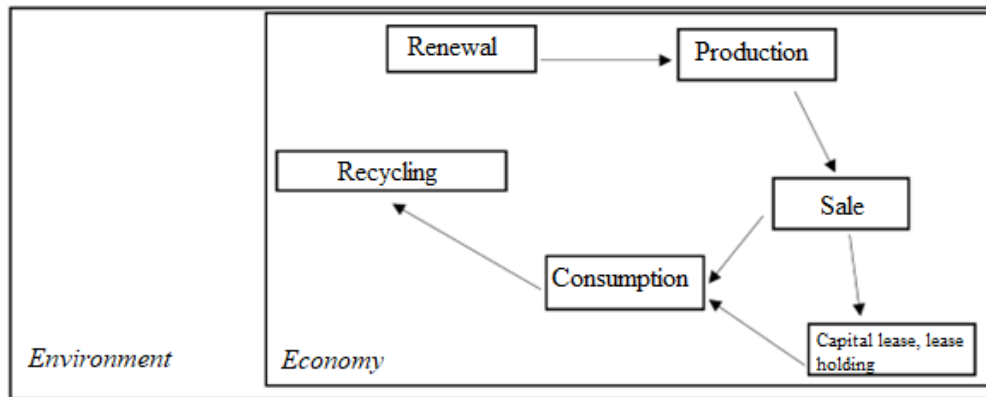 Renewal
Production
Recycling
Sale
Consumption
Capital lease, lease
holding
Environment
Economy